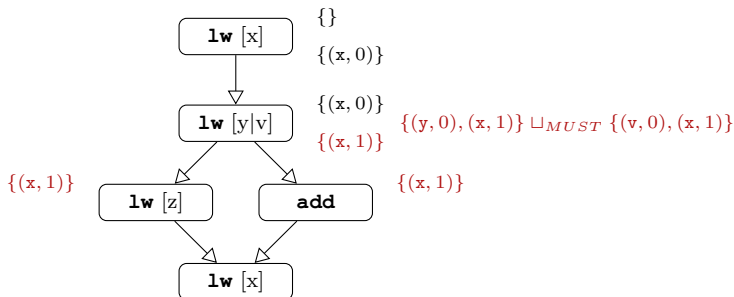 {}
lw [x]
{(x, 0)}
{(x, 0)}
lw [y|v]
{(x, 1)}
{(y, 0), (x, 1)} ⊔MUST {(v, 0), (x, 1)}
{(x, 1)}
lw [z]
add
{(x, 1)}
lw [x]